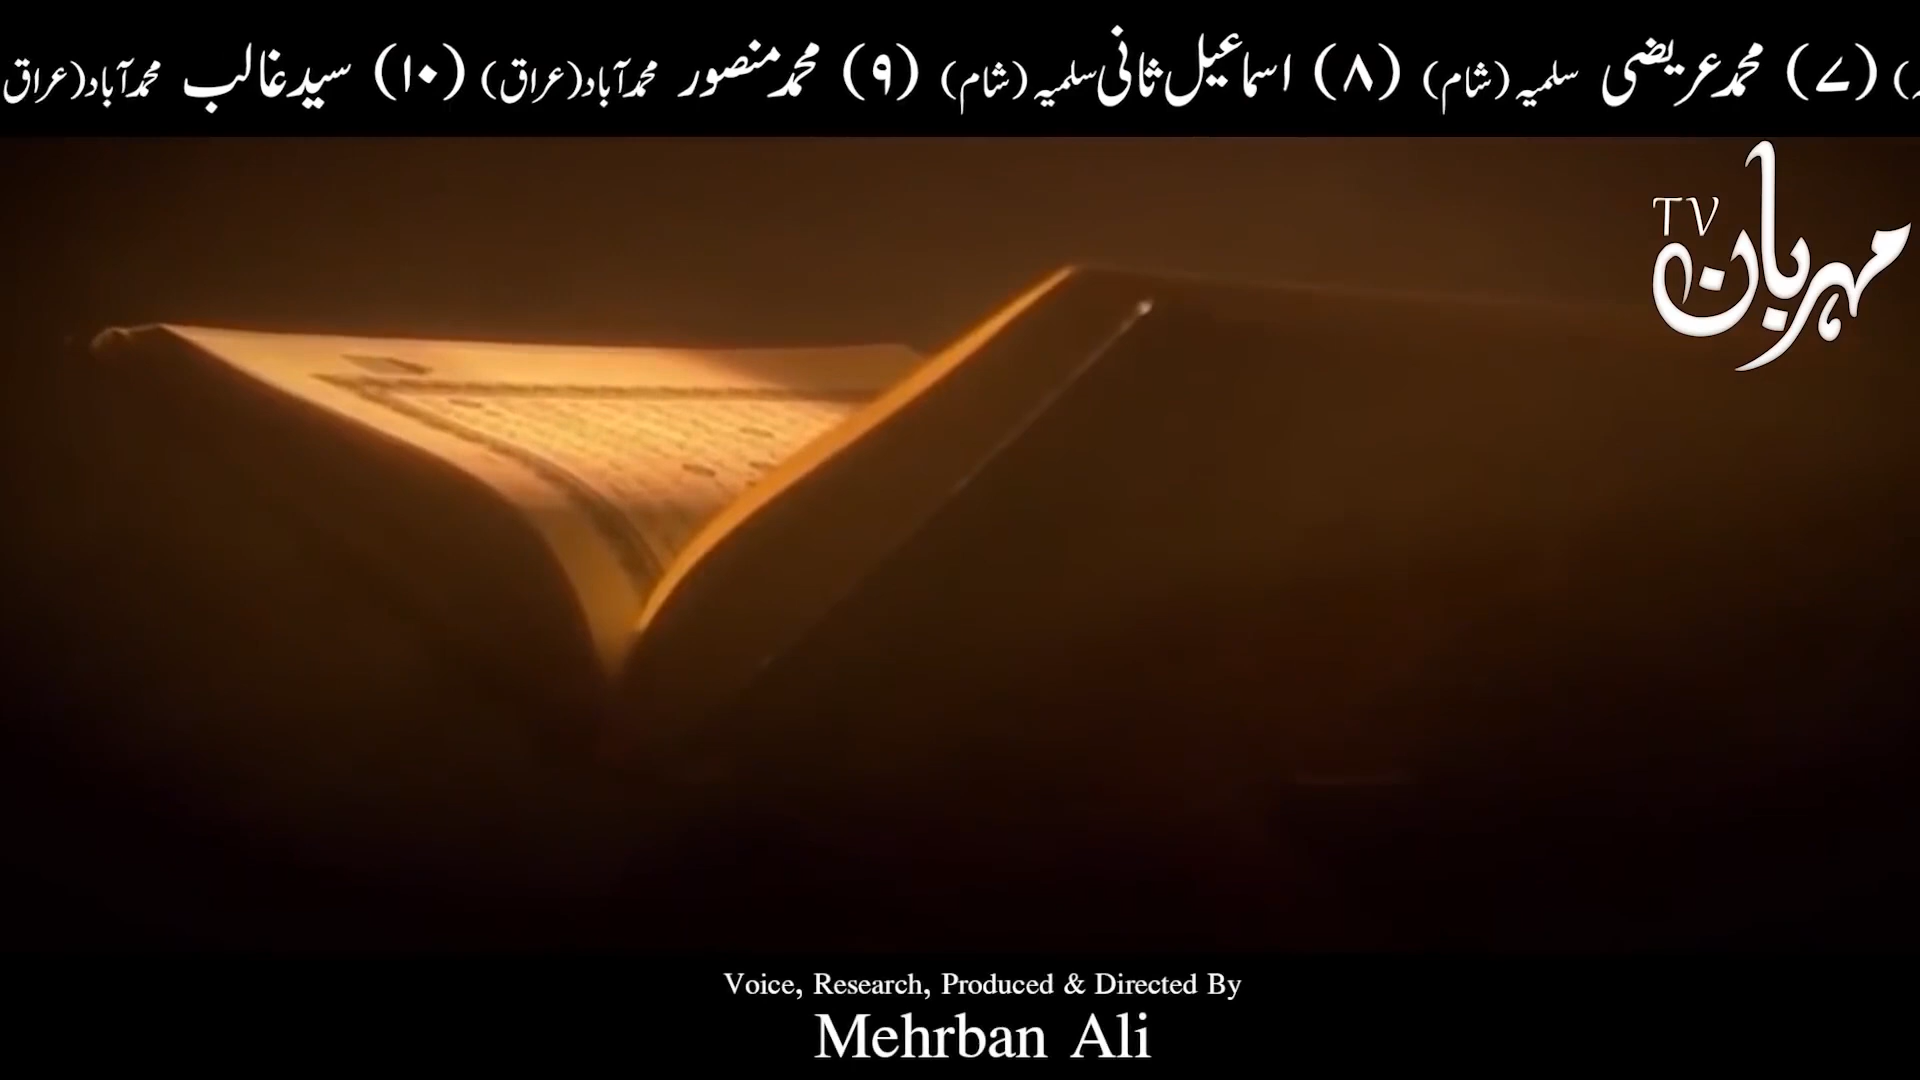 (۷) محمد عریضی سلمیہ (شام) (۸) اسماعیل ثانی سلمیہ (شام) (۹) محمد منصور محمد آباد (عراق) (۱۰) سید غالب محمد آباد (عراق
TV
مہربان
Voice, Research, Produced & Directed By
Mehrban Ali